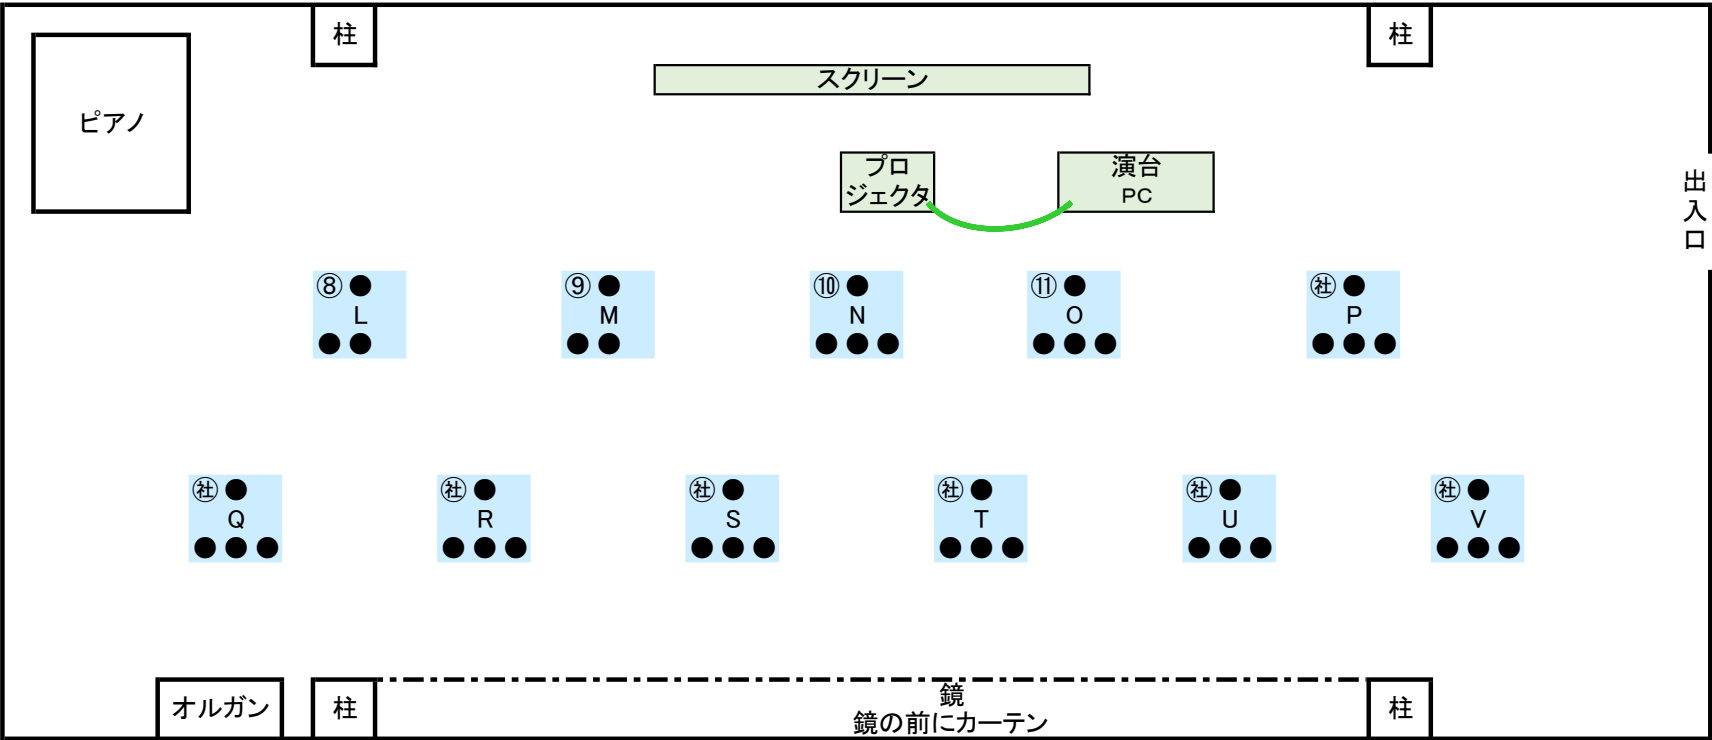 柱
柱
スクリーン
ピアノ
プロ
ジェクタ
演台
PC
出
入
口
⑧
L
⑨
M
⑩
N
⑪
O
㊓
P
㊓
Q
㊓
R
㊓
S
㊓
T
㊓
U
㊓
V
オルガン
柱
鏡
鏡の前にカーテン
柱